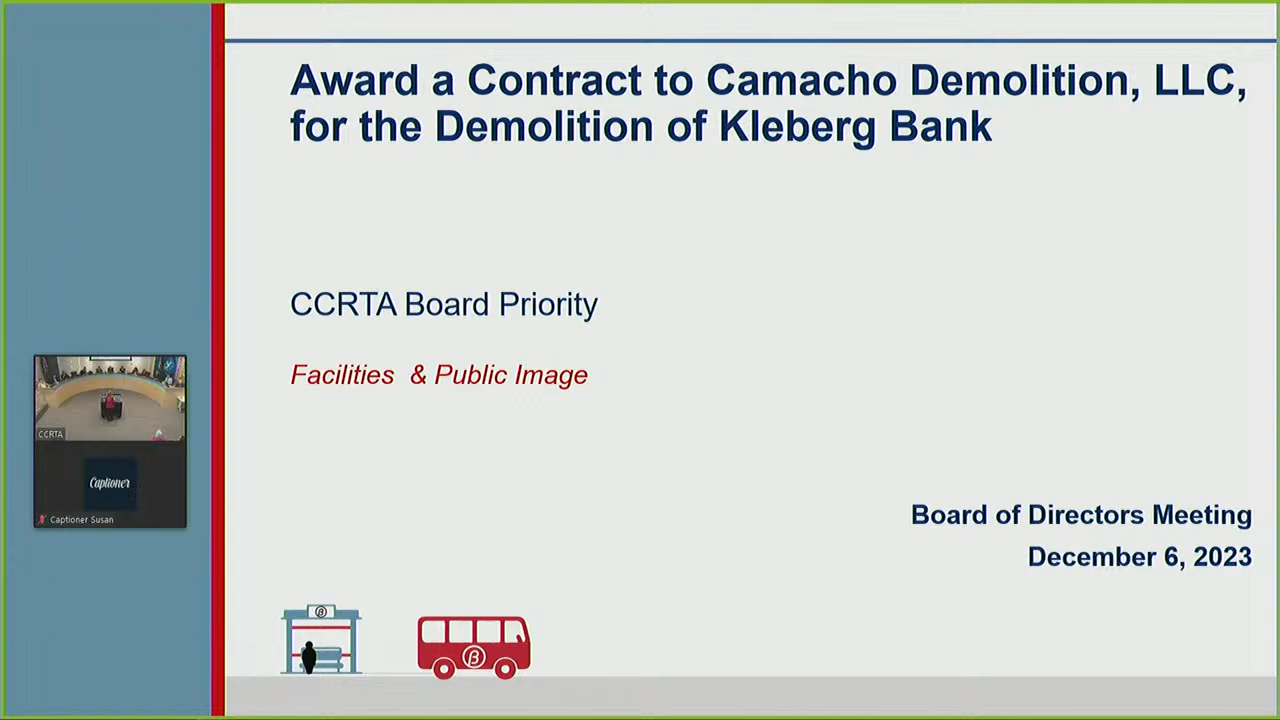 Award a Contract to Camacho Demolition, LLC,
for the Demolition of Kleberg Bank
CCRTA Board Priority
Facilities & Public Image
CCRTA
Captioner
Captioner Susan
Board of Directors Meeting
December 6, 2023